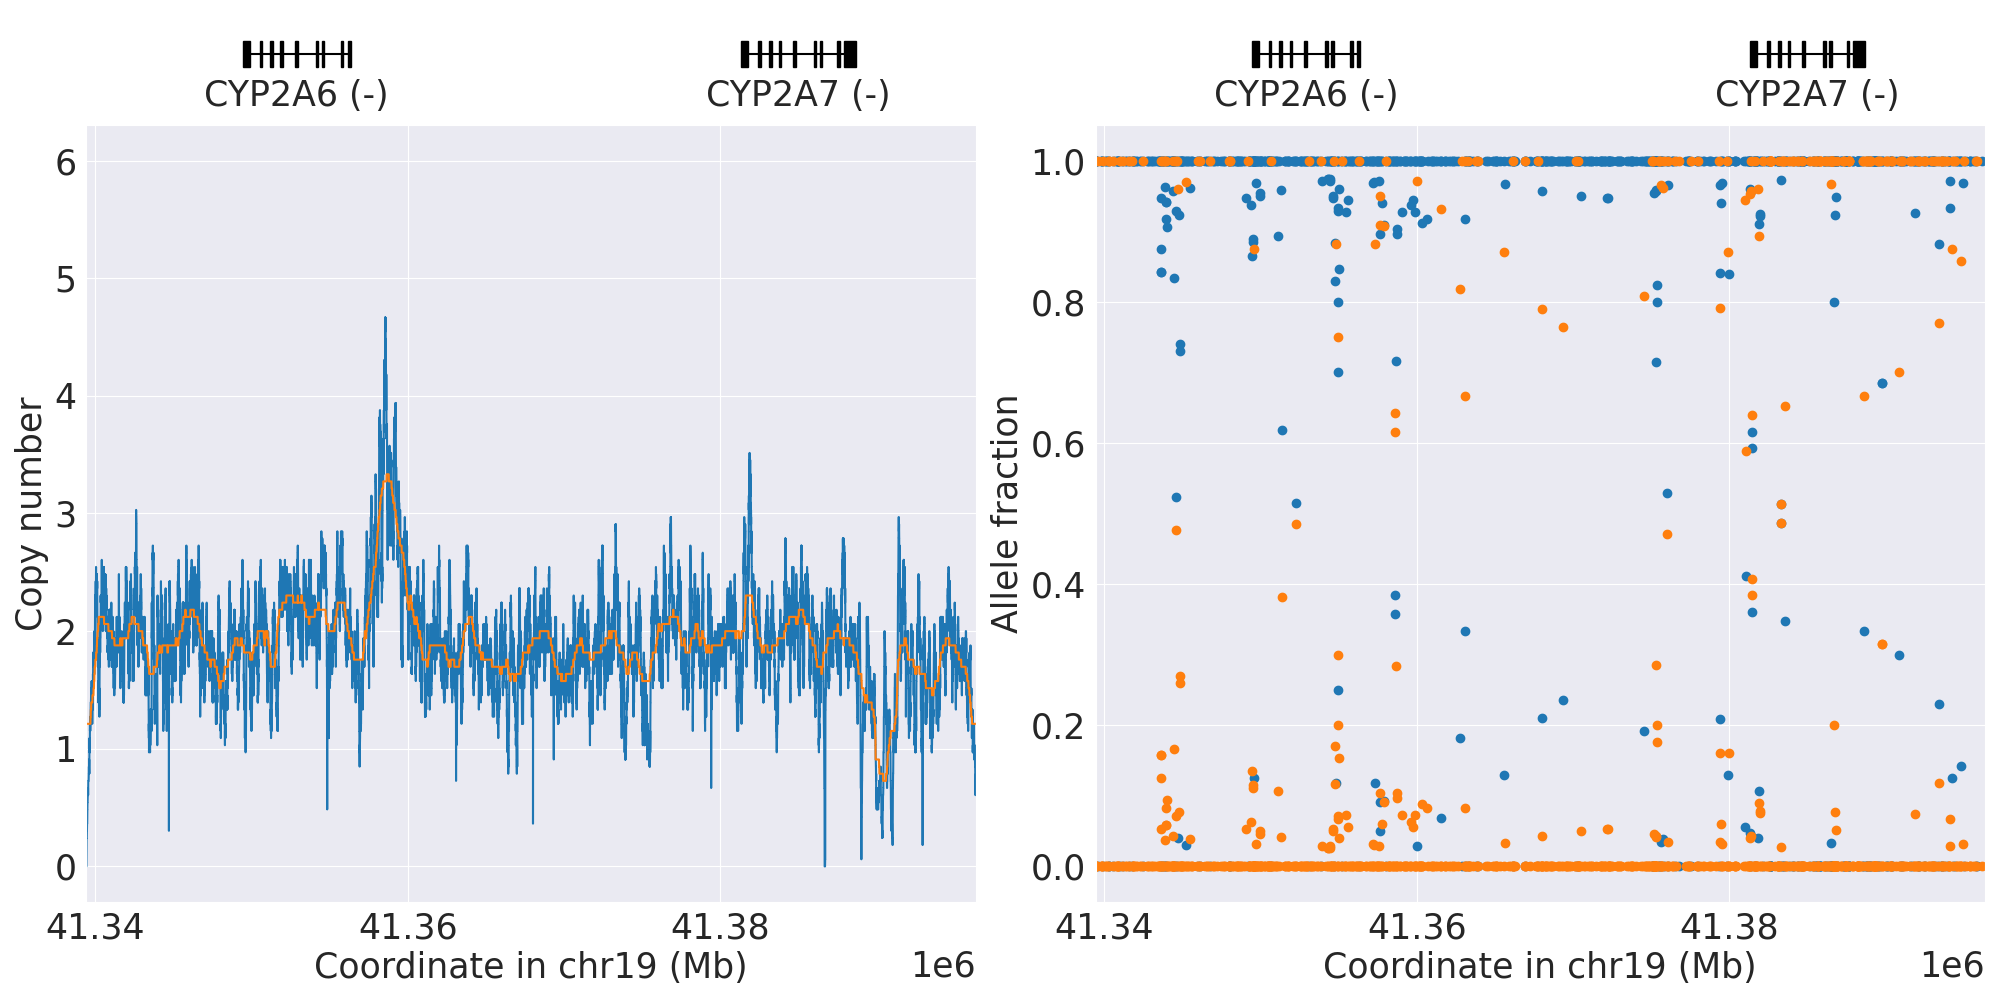 CYP2A6 (-) CYP2A7 (-)
6
5
4
3
2
1
0
Copy number
41.34 41.36 41.38
Coordinate in chr19 (Mb) 1e6
CYP2A6 (-) CYP2A7 (-)
1.0
0.8
0.6
0.4
0.2
0.0
Allele fraction
41.34 41.36 41.38
Coordinate in chr19 (Mb) 1e6